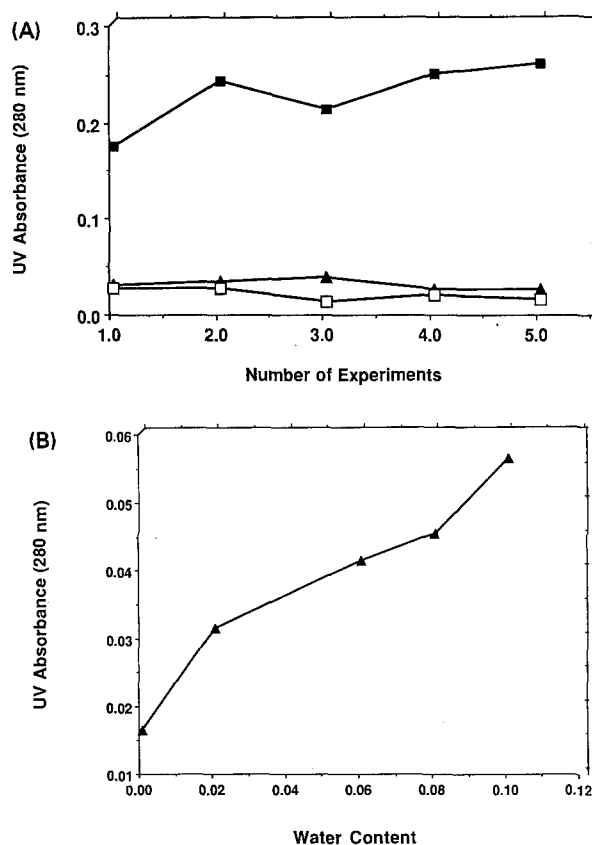 (A)
0.3
0.2
0.1
0.0
UV Absorbance (280 nm)
1.0 2.0 3.0 4.0 5.0
Number of Experiments
(B)
0.06
0.05
0.04
0.03
0.02
0.01
UV Absorbance (280 nm)
0.00 0.02 0.04 0.06 0.08 0.10 0.12
Water Content